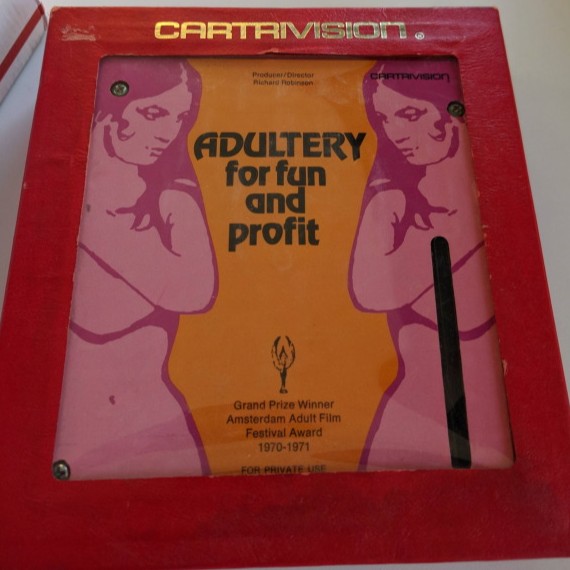 CARTRIVISION®
Producer/Director
Richard Robinson
CARTRIVISION
ADULTERY
for fun
and
profit
Grand Prize Winner
Amsterdam Adult Film
Festival Award
1970-1971
FOR PRIVATE USE